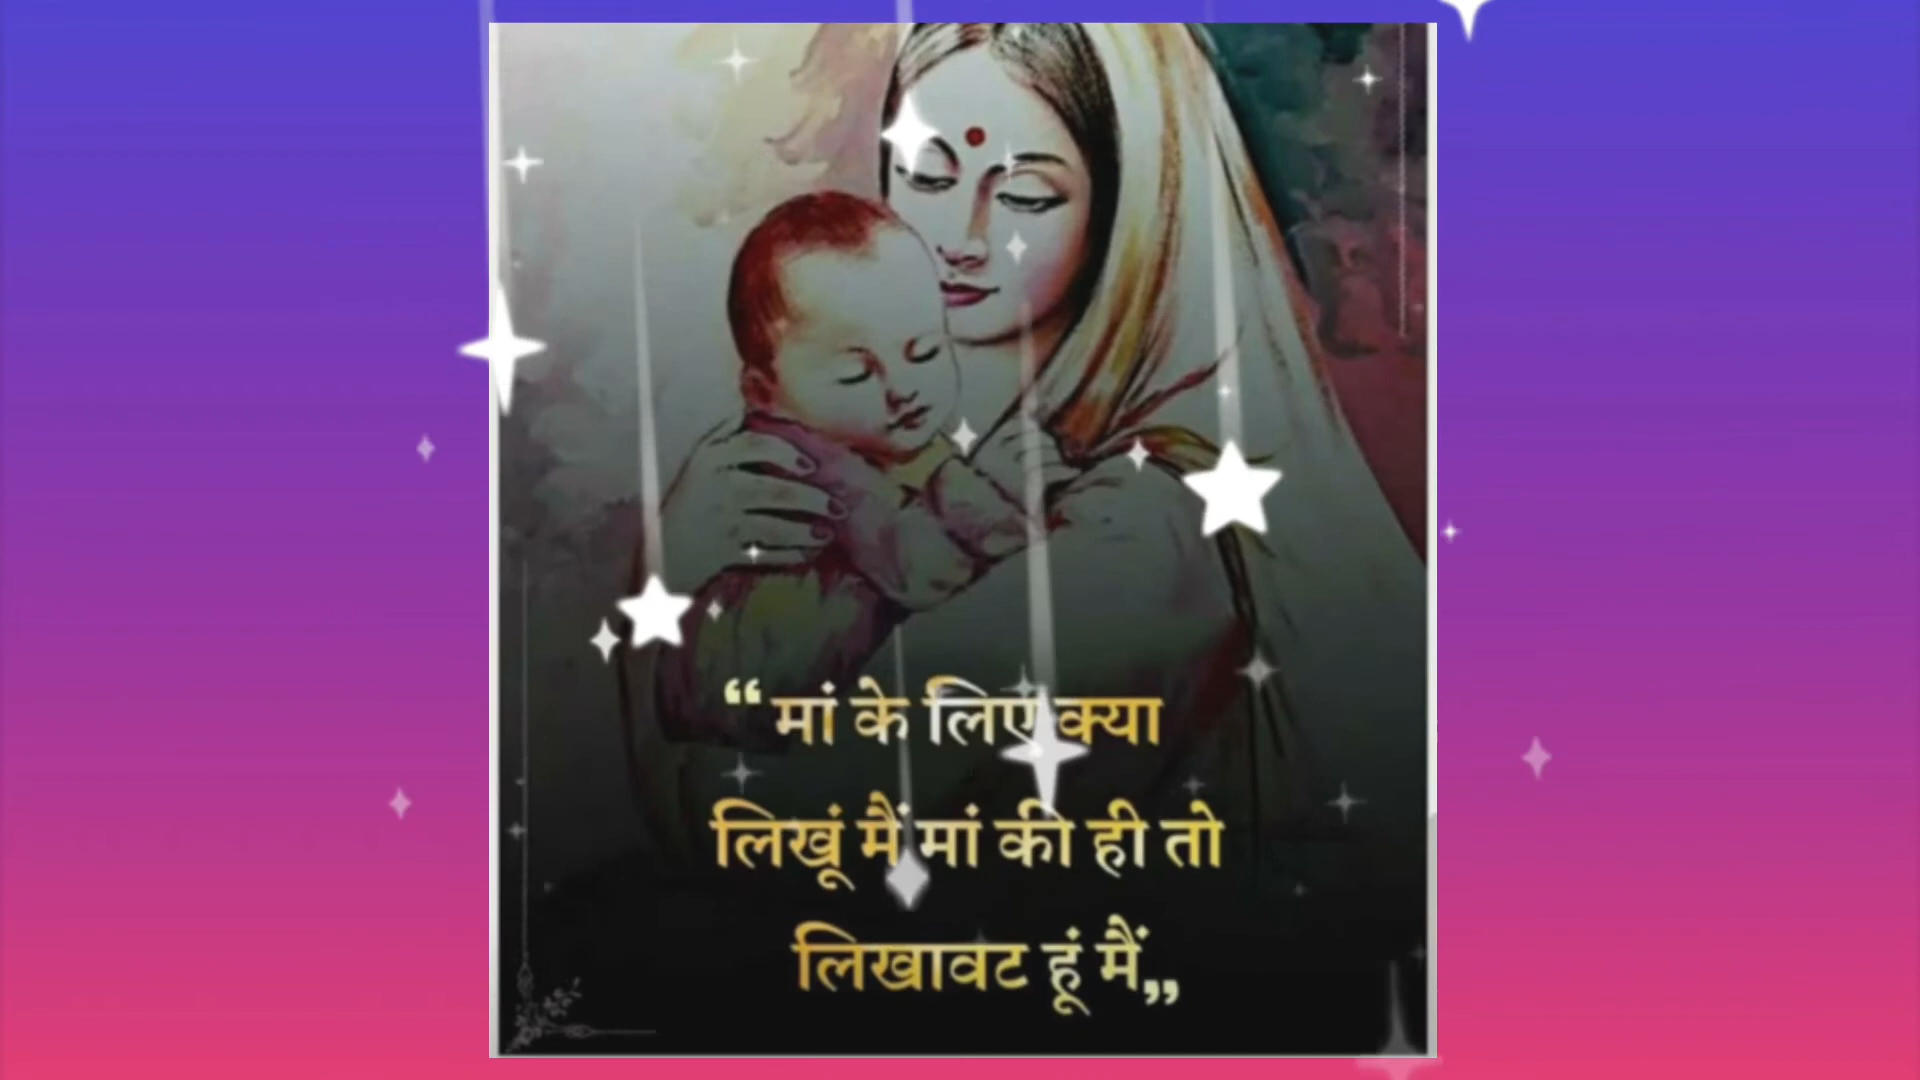 “मां के लिए क्या
लिखूं मैं मां की ही तो
लिखावट हूं मैं„